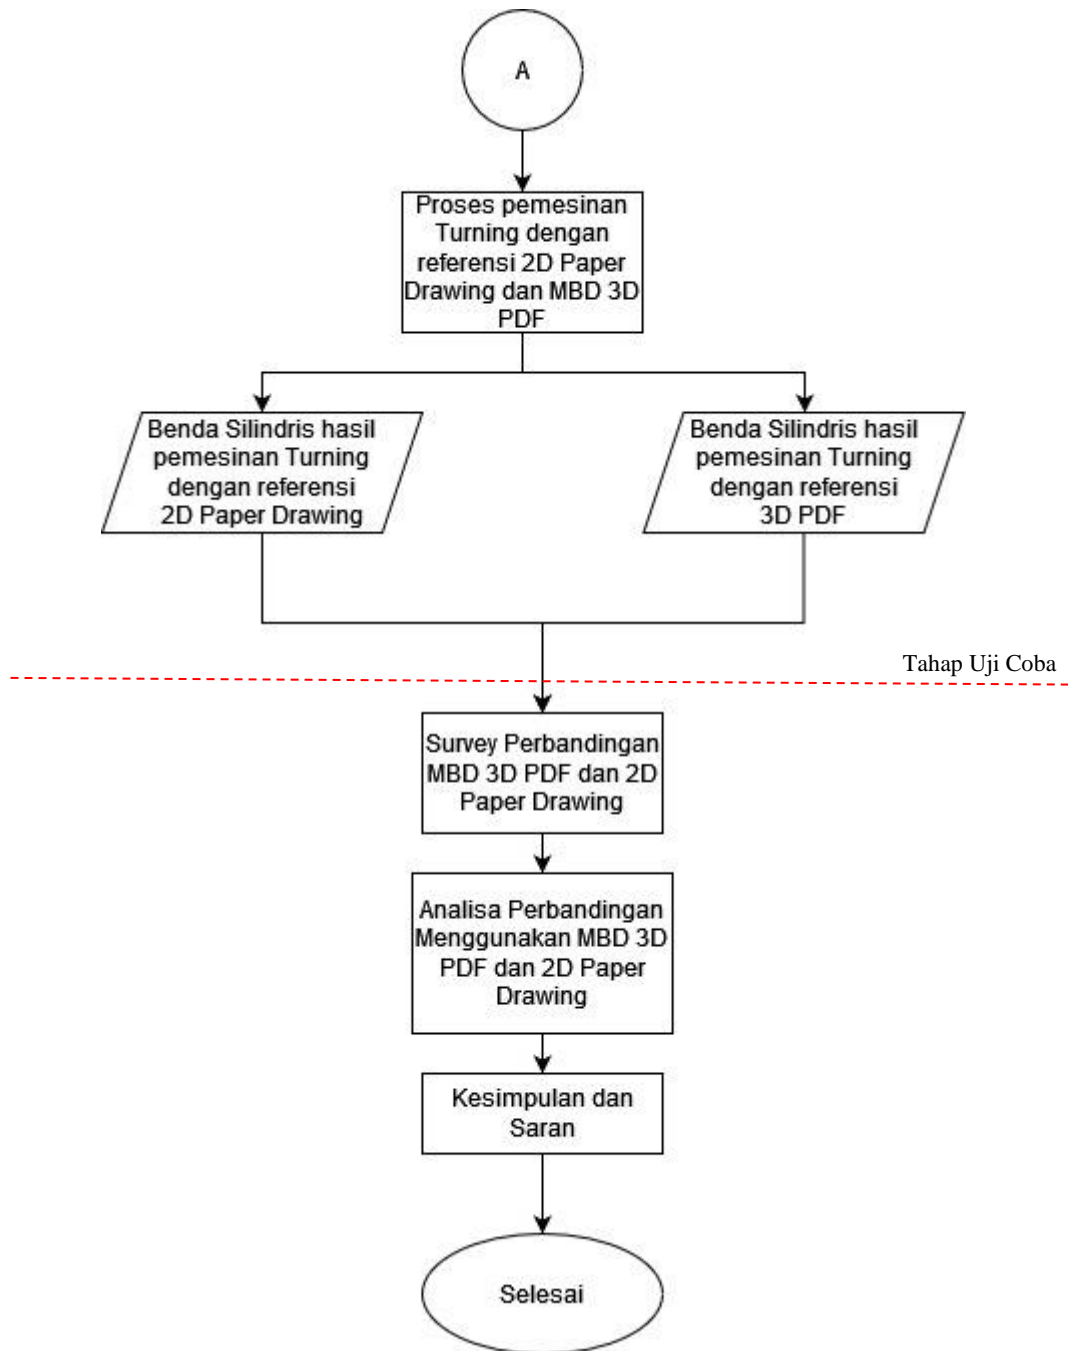 A
Proses pemesinan
Turning dengan
referensi 2D Paper
Drawing dan MBD 3D
PDF
Benda Silindris hasil
pemesinan Turning
dengan referensi
2D Paper Drawing
Benda Silindris hasil
pemesinan Turning
dengan referensi
3D PDF
Tahap Uji Coba
Survey Perbandingan
MBD 3D PDF dan 2D
Paper Drawing
Analisa Perbandingan
Menggunakan MBD 3D
PDF dan 2D Paper
Drawing
Kesimpulan dan
Saran
Selesai